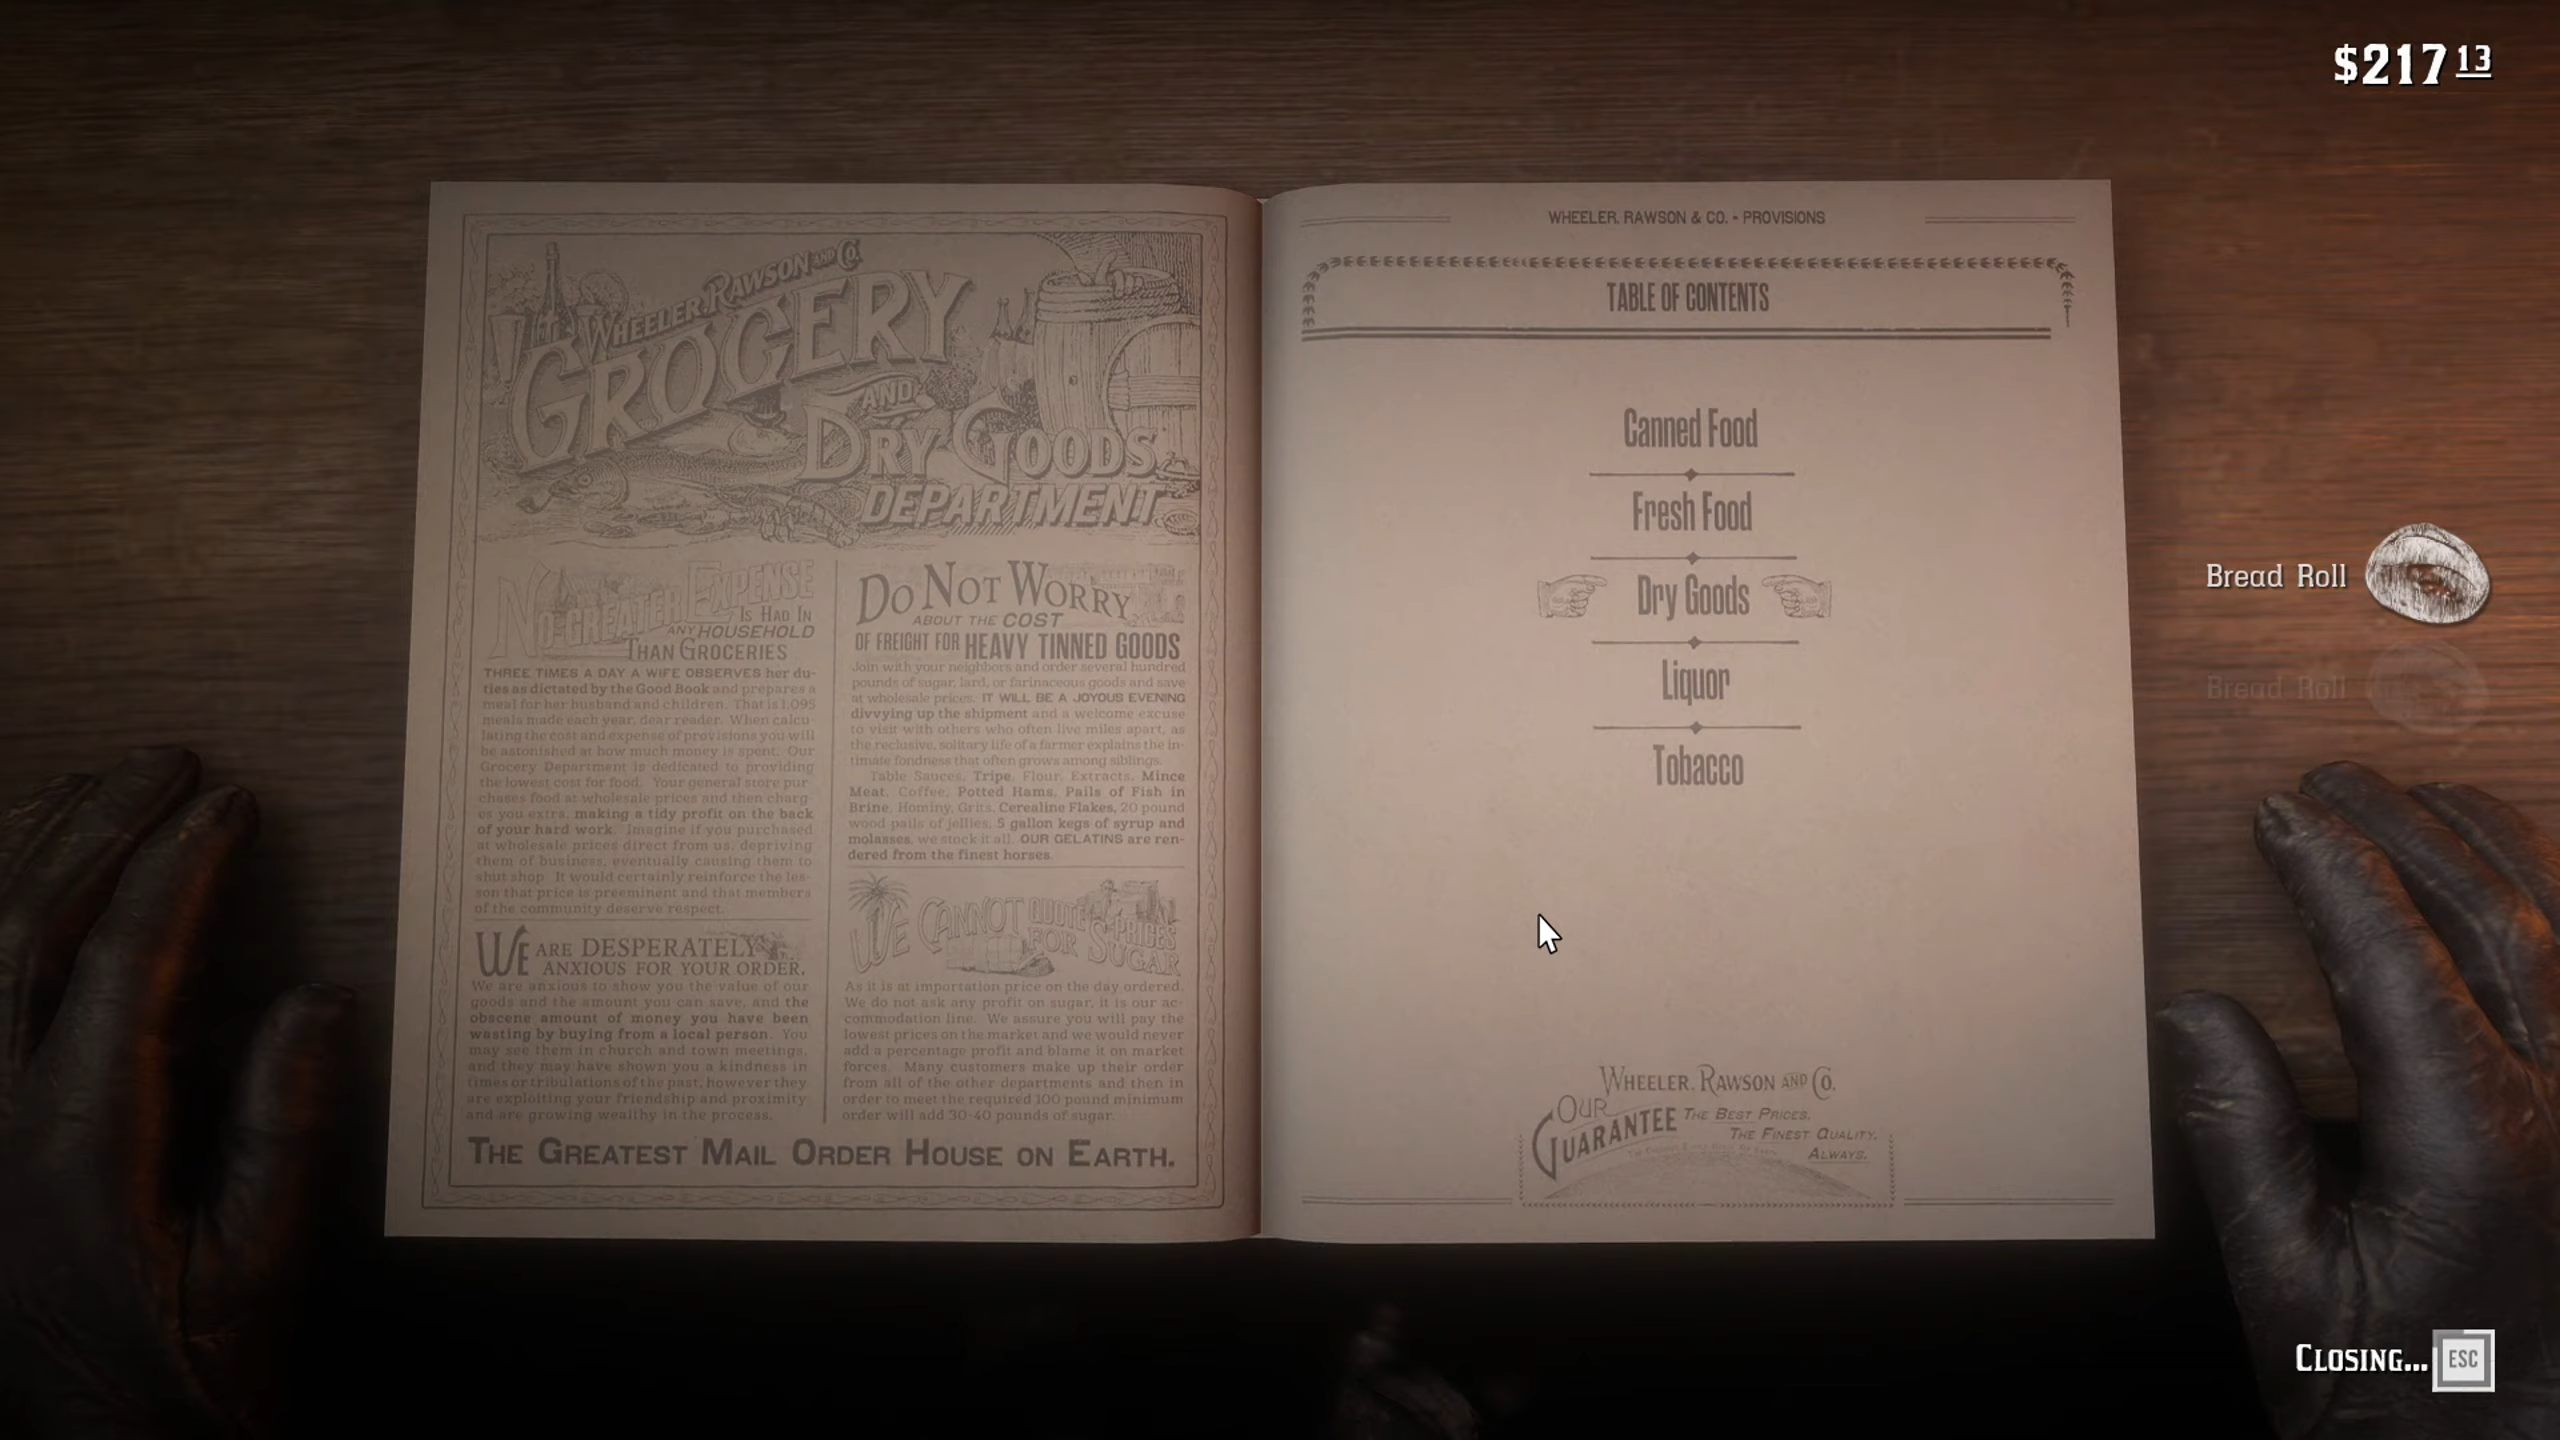 $217 13
WHEELER, RAWSON AND CO.
GROCERY
AND
DRY GOODS
DEPARTMENT
NO GREATER EXPENSE
IS HAD IN
ANY HOUSEHOLD
THAN GROCERIES
THREE TIMES A DAY A WIFE OBSERVES her du-
ties as dictated by the Good Book and prepares a
meal for her husband and children. That is 1,095
meals made each year, dear reader. When calcu-
lating the cost and expense of provisions you will
be astonished at how much money is spent. Our
Grocery Department is dedicated to providing
the lowest cost for food. Your general store pur-
chases food at wholesale prices and then charg-
es you extra, making a tidy profit on the back
of your hard work. Imagine if you purchased
at wholesale prices direct from us, depriving
them of business, eventually causing them to
shut shop. It would certainly reinforce the les-
son that price is preeminent and that members
of the community deserve respect.
WE ARE DESPERATELY
ANXIOUS FOR YOUR ORDER.
We are anxious to show you the value of our
goods and the amount you can save, and the
obscene amount of money you have been
wasting by buying from a local person. You
may see them in church and town meetings,
and they may have shown you a kindness in
times or tribulations of the past, however they
are exploiting your friendship and proximity
and are growing wealthy in the process.
DO NOT WORRY
ABOUT THE COST
OF FREIGHT FOR HEAVY TINNED GOODS
Join with your neighbors and order several hundred
pounds of sugar, lard, or farinaceous goods and save
at wholesale prices. IT WILL BE A JOYOUS EVENING
divvying up the shipment and a welcome excuse
to visit with others who often live miles apart, as
the reclusive, solitary life of a farmer explains the in-
timate fondness that often grows among siblings.
Table Sauces, Tripe, Flour, Extracts, Mince
Meat, Coffee, Potted Hams, Pails of Fish in
Brine, Hominy, Grits, Cerealine Flakes, 20 pound
wood pails of jellies, 5 gallon kegs of syrup and
molasses, we stock it all. OUR GELATINS are ren-
dered from the finest horses.
WE CANNOT QUOTE PRICES
FOR SUGAR
As it is at importation price on the day ordered.
We do not ask any profit on sugar, it is our ac-
commodation line. We assure you will pay the
lowest prices on the market and we would never
add a percentage profit and blame it on market
forces. Many customers make up their order
from all of the other departments and then in
order to meet the required 100 pound minimum
order will add 30-40 pounds of sugar.
THE GREATEST MAIL ORDER HOUSE ON EARTH.
WHEELER, RAWSON & CO. • PROVISIONS
TABLE OF CONTENTS
Canned Food
Fresh Food
Dry Goods
Liquor
Tobacco
WHEELER, RAWSON AND CO.
OUR
GUARANTEE
THE BEST PRICES.
THE FINEST QUALITY.
ALWAYS.
Bread Roll
Bread Roll
CLOSING...
ESC